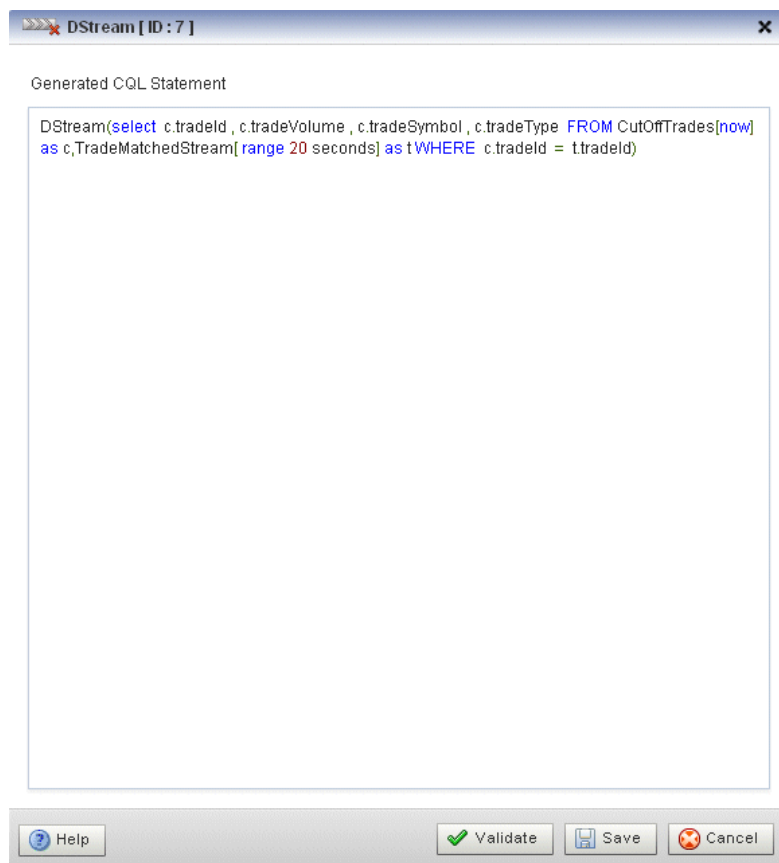 DStream [ ID : 7 ]
Generated CQL Statement
DStream(select c.tradeId , c.tradeVolume , c.tradeSymbol , c.tradeType FROM CutOffTrades[now]
as c,TradeMatchedStream[ range 20 seconds] as t WHERE c.tradeId = t.tradeId)
Help Validate Save Cancel